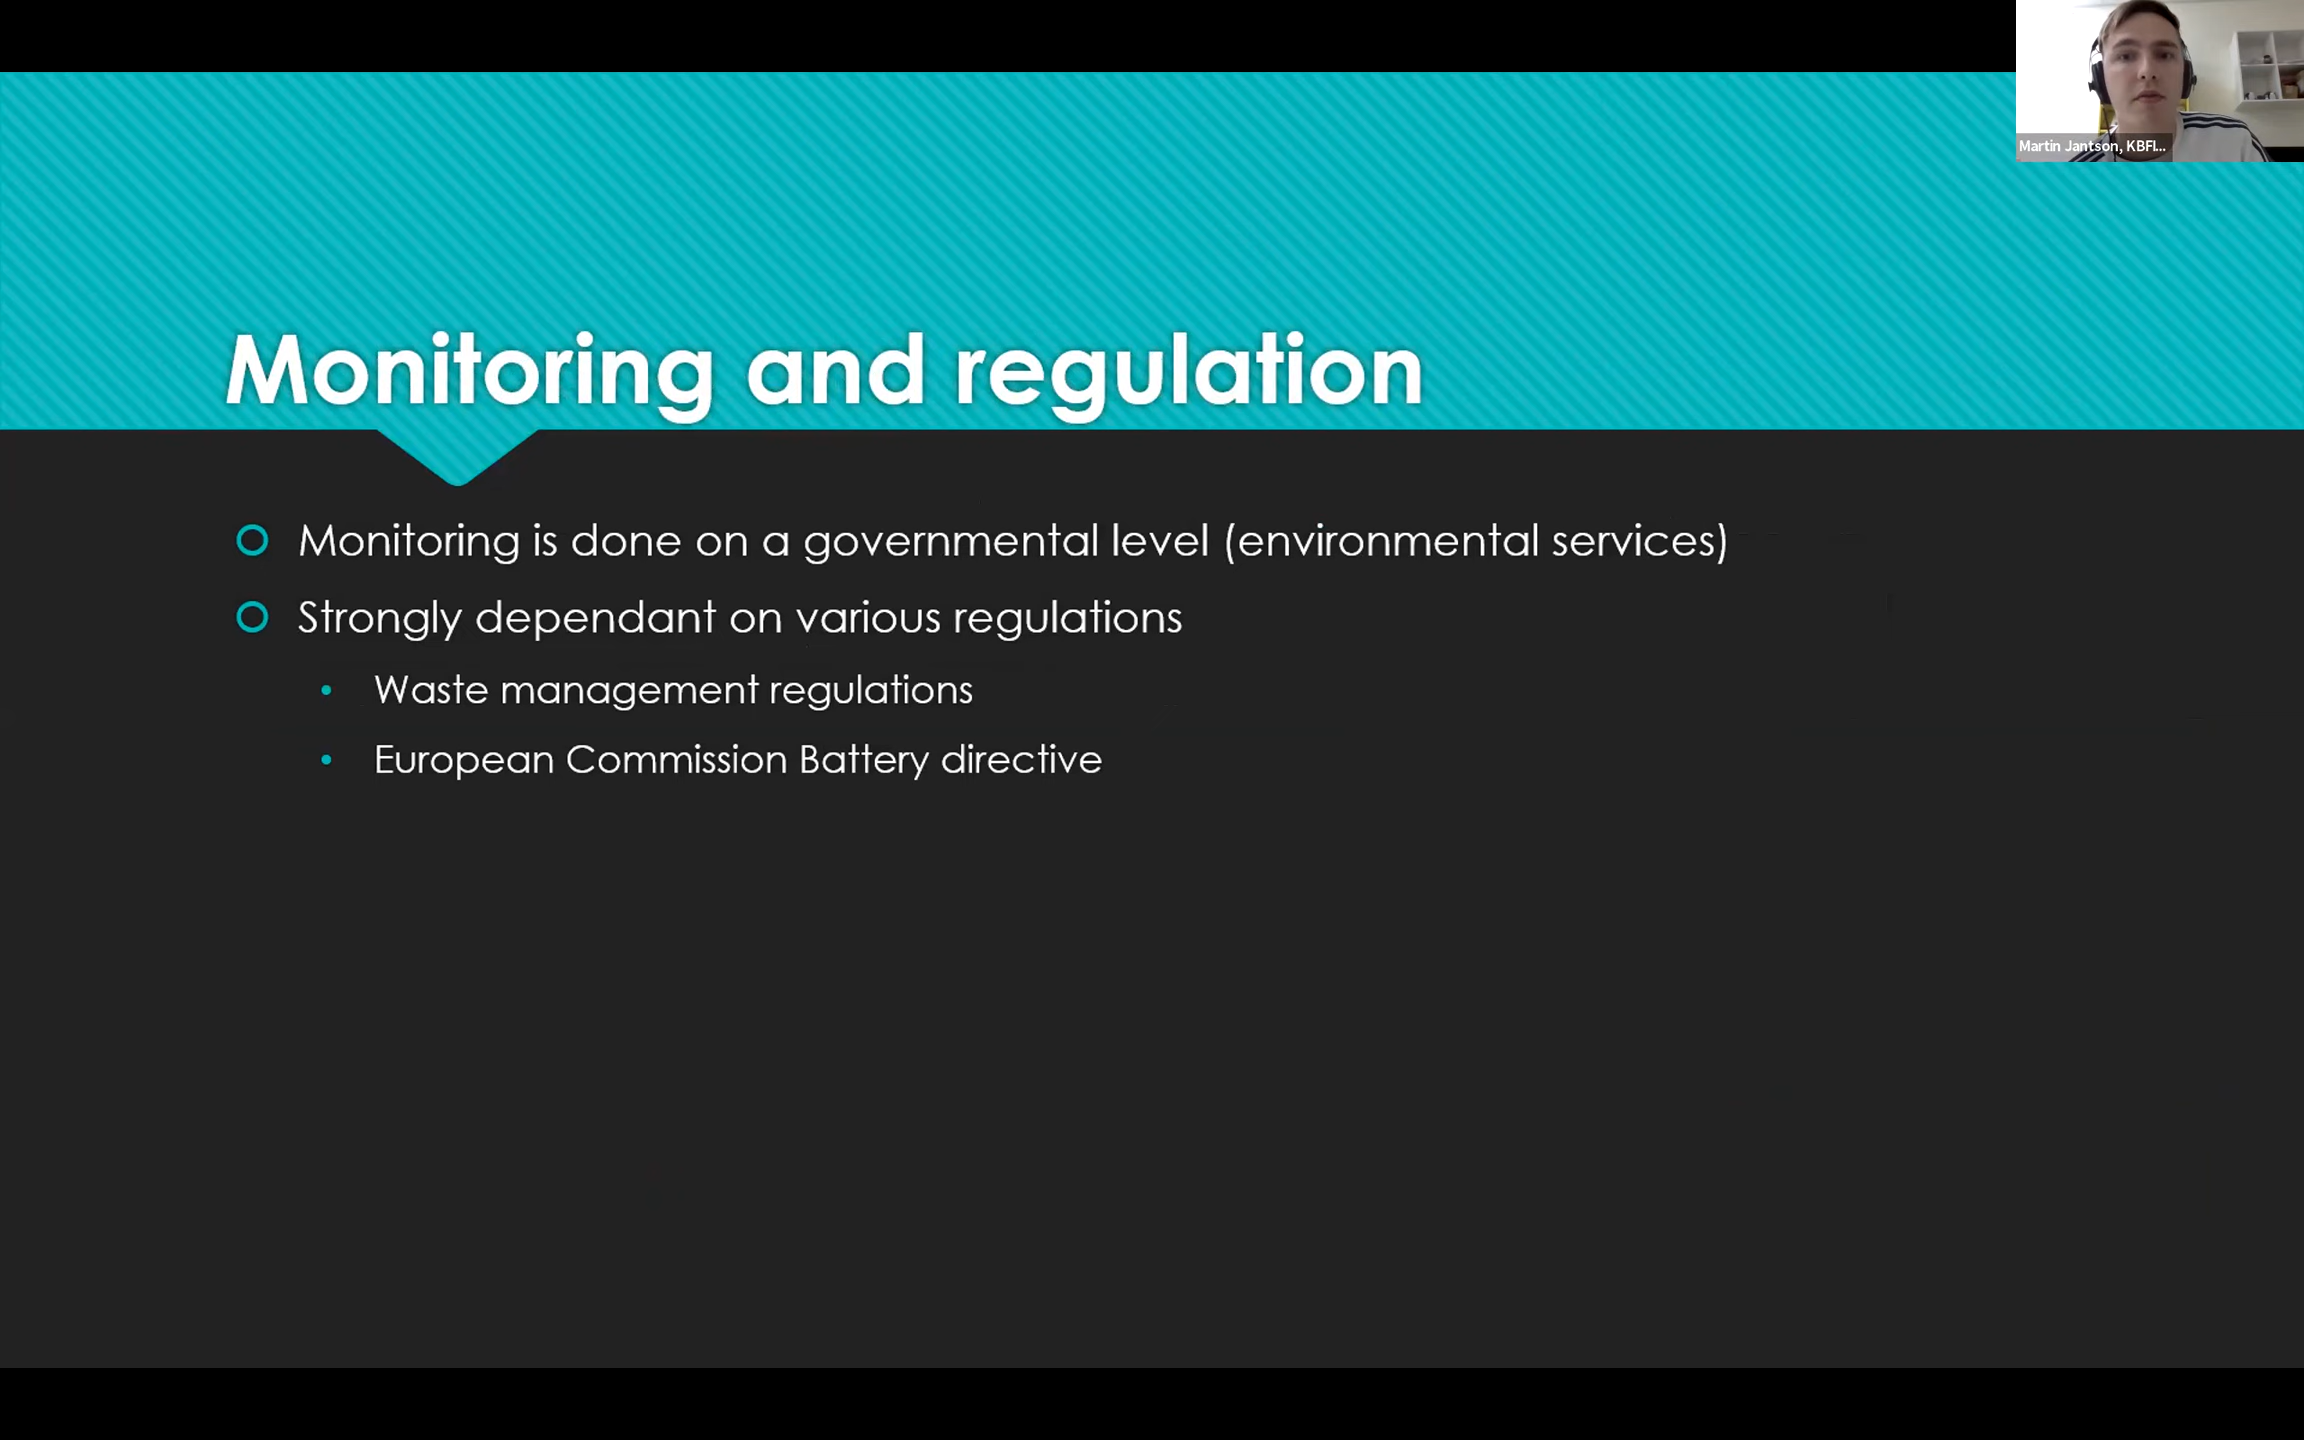 Martin Jantson, KBFI...
Monitoring and regulation
Monitoring is done on a governmental level (environmental services)
Strongly dependant on various regulations
Waste management regulations
European Commission Battery directive